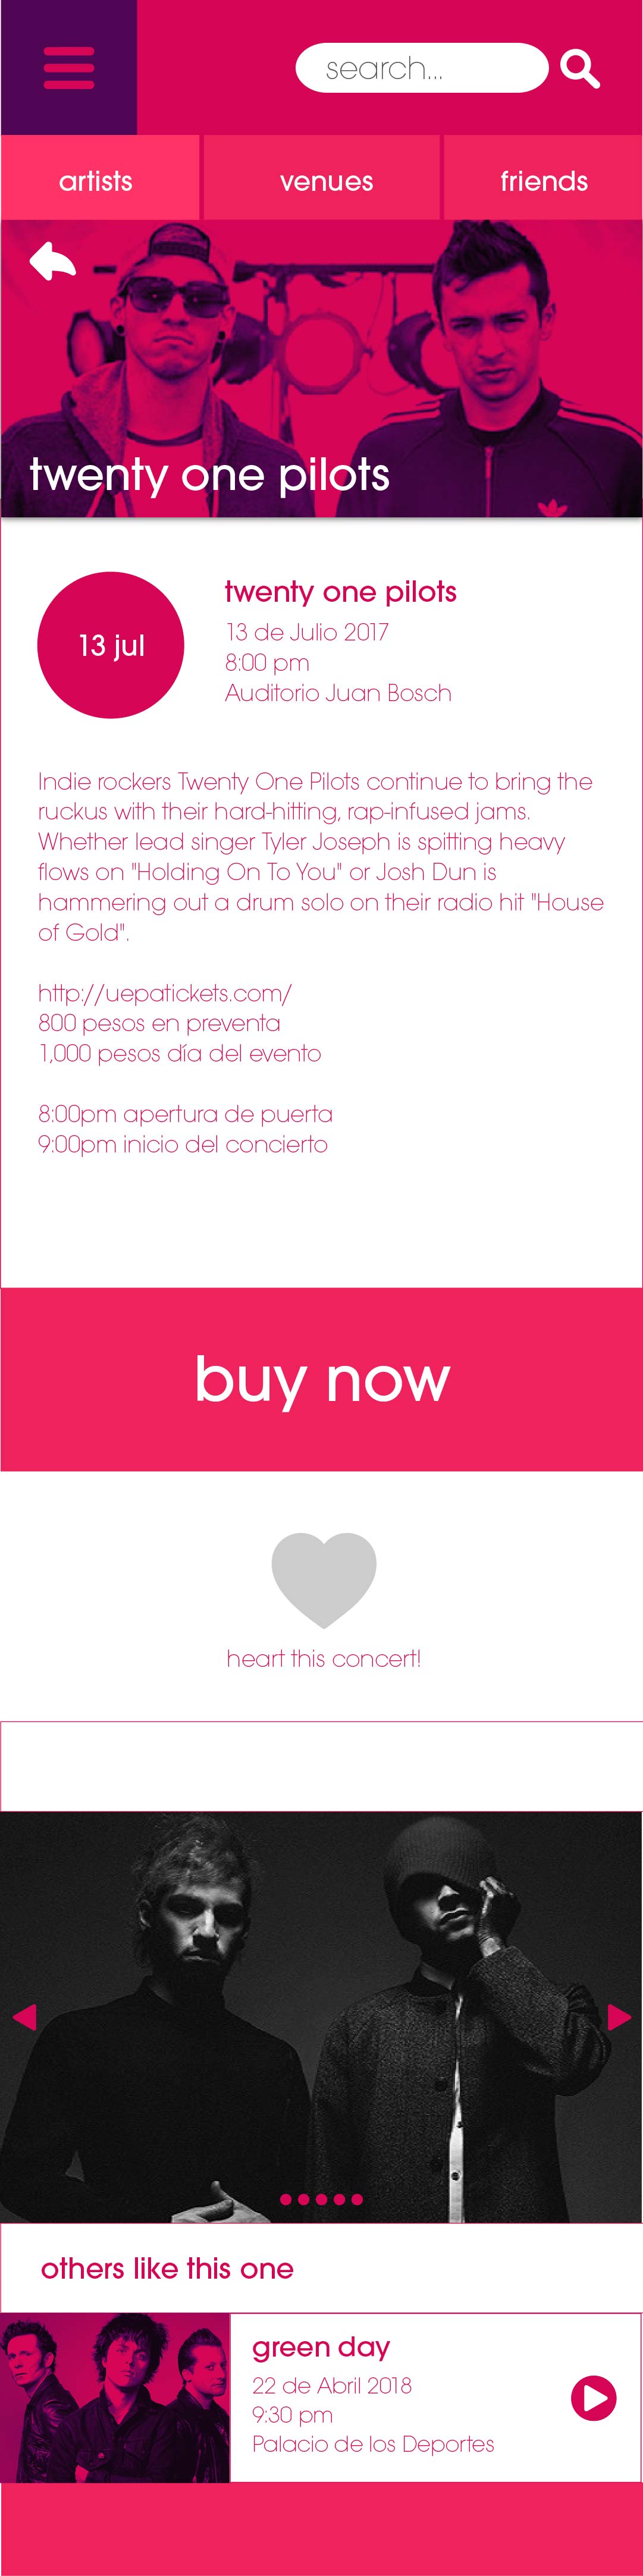 search...
artists
venues
friends
twenty one pilots
13 jul
twenty one pilots
13 de Julio 2017
8:00 pm
Auditorio Juan Bosch
Indie rockers Twenty One Pilots continue to bring the
ruckus with their hard-hitting, rap-infused jams.
Whether lead singer Tyler Joseph is spitting heavy
flows on "Holding On To You" or Josh Dun is
hammering out a drum solo on their radio hit "House
of Gold".
http://uepatickets.com/
800 pesos en preventa
1,000 pesos día del evento
8:00pm apertura de puerta
9:00pm inicio del concierto
buy now
heart this concert!
others like this one
green day
22 de Abril 2018
9:30 pm
Palacio de los Deportes